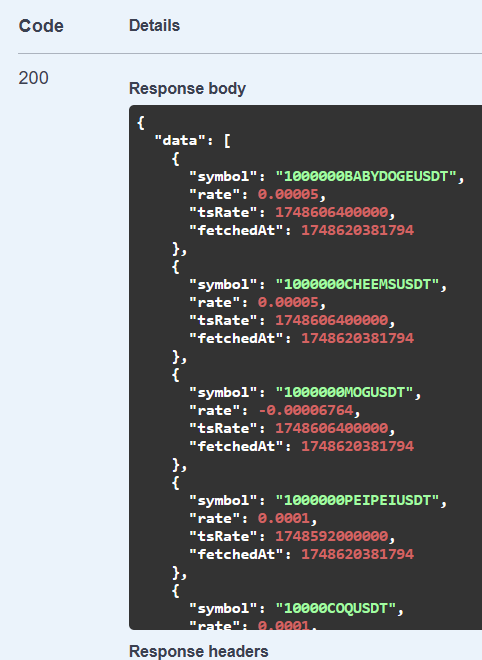 Code Details
200
Response body
{
"data": [
{
"symbol": "1000000BABYDOGEUSDT",
"rate": 0.00005,
"tsRate": 1748606400000,
"fetchedAt": 1748620381794
},
{
"symbol": "1000000CHEEMSUSDT",
"rate": 0.00005,
"tsRate": 1748606400000,
"fetchedAt": 1748620381794
},
{
"symbol": "1000000MOGUSDT",
"rate": -0.00006764,
"tsRate": 1748606400000,
"fetchedAt": 1748620381794
},
{
"symbol": "1000000PEIPEIUSDT",
"rate": 0.0001,
"tsRate": 1748592000000,
"fetchedAt": 1748620381794
},
{
"symbol": "10000COQUSDT",
"rate": 0.0001,
Response headers